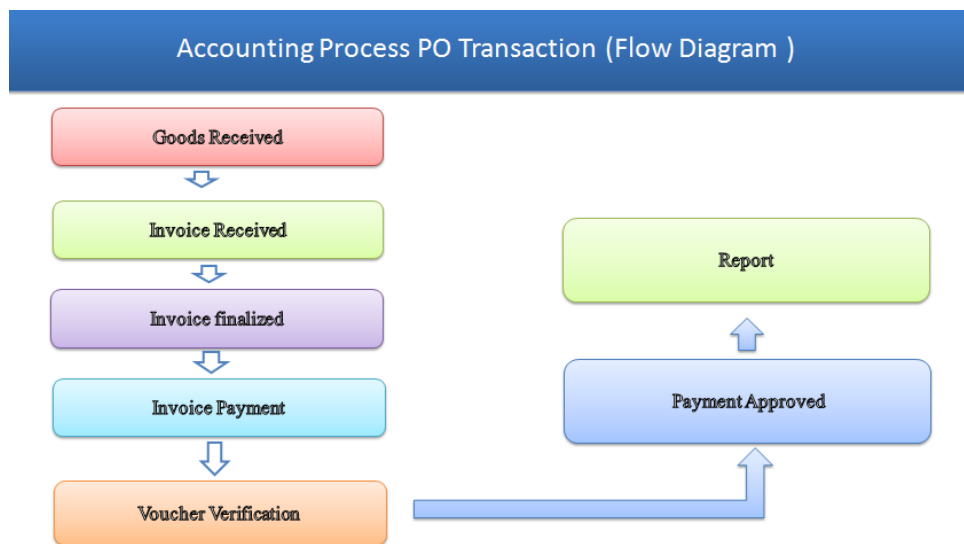 Accounting Process PO Transaction (Flow Diagram )
Goods Received
Invoice Received
Invoice finalized
Invoice Payment
Voucher Verification
Payment Approved
Report